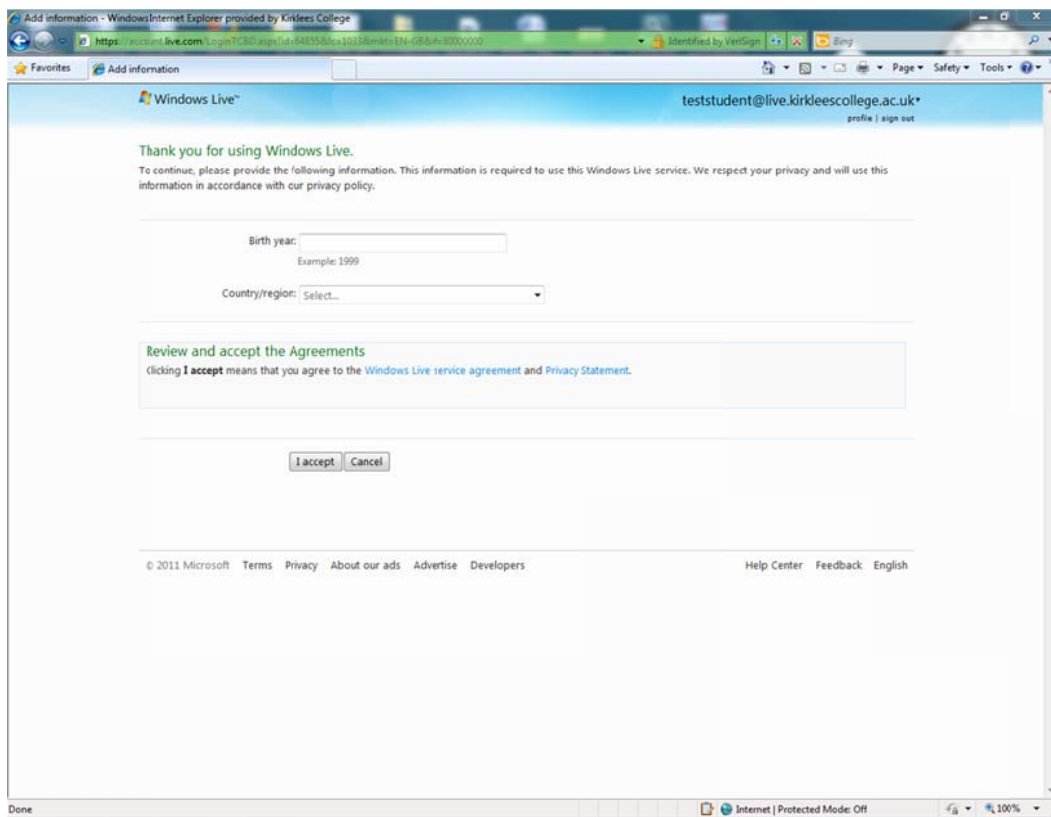 Add information - WindowsInternet Explorer provided by Kirklees College
https://account.live.com/ Identified by VeriSign Bing
Favorites Add information Page Safety Tools
Windows Live™ teststudent@live.kirkleescollege.ac.uk
profile | sign out
Thank you for using Windows Live.
To continue, please provide the following information. This information is required to use this Windows Live service. We respect your privacy and will use this
information in accordance with our privacy policy.
Birth year:
Example: 1999
Country/region: Select...
Review and accept the Agreements
Clicking I accept means that you agree to the Windows Live service agreement and Privacy Statement.
I accept Cancel
© 2011 Microsoft Terms Privacy About our ads Advertise Developers Help Center Feedback English
Done Internet | Protected Mode: Off 100%